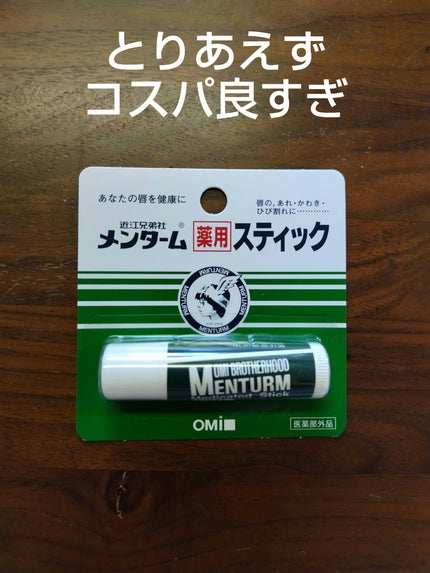 とりあえず
コスパ良すぎ
あなたの唇を健康に
唇の、あれ・かわき・
ひび割れに…………
近江兄弟社
メンターム® 薬用 スティック
MENTURM
MENTURM
MENTURM
MENTURM
OMI BROTHERHOOD
MENTURM
Medicated Stick
OMi
医薬部外品